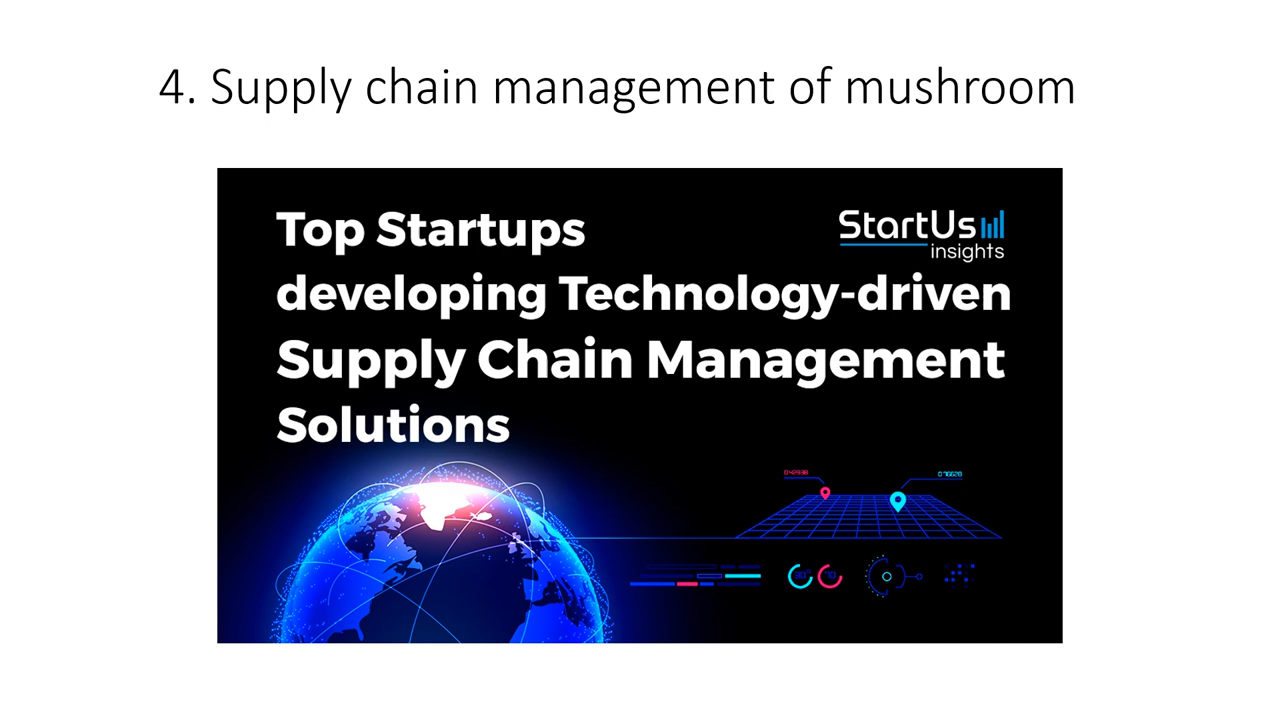 4. Supply chain management of mushroom
Top Startups
StartUs
insights
developing Technology-driven
Supply Chain Management
Solutions